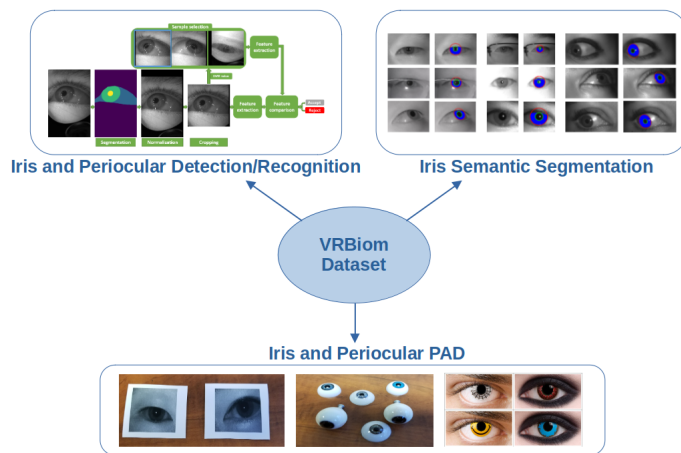 Sample selection
Feature
extraction
Feature
extraction
Feature
comparison
Accept
Reject
Segmentation
Normalisation
Cropping
Iris and Periocular Detection/Recognition
Iris Semantic Segmentation
VRBiom
Dataset
Iris and Periocular PAD